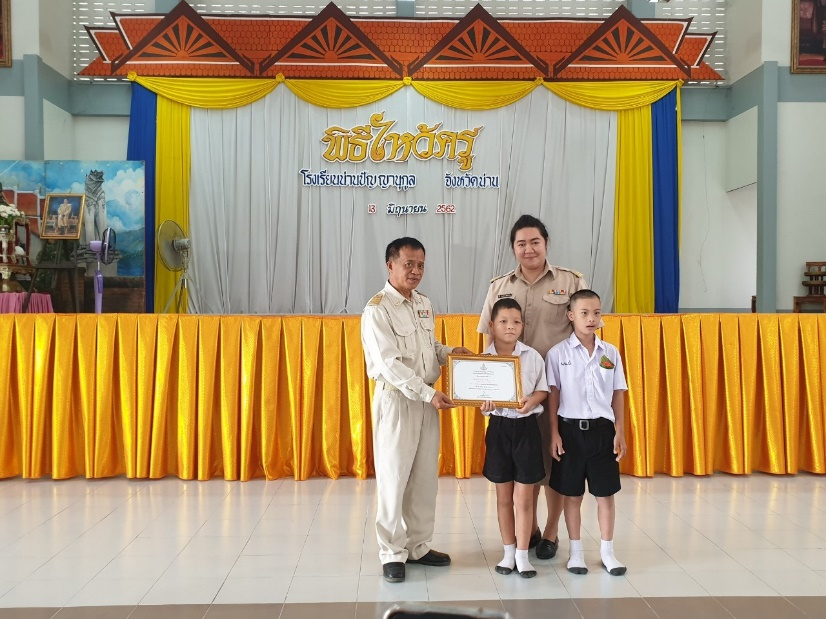 พิธีไหว้ครู
โรงเรียนน่านปัญญานุกูล จังหวัดน่าน
13 มิถุนายน 2562